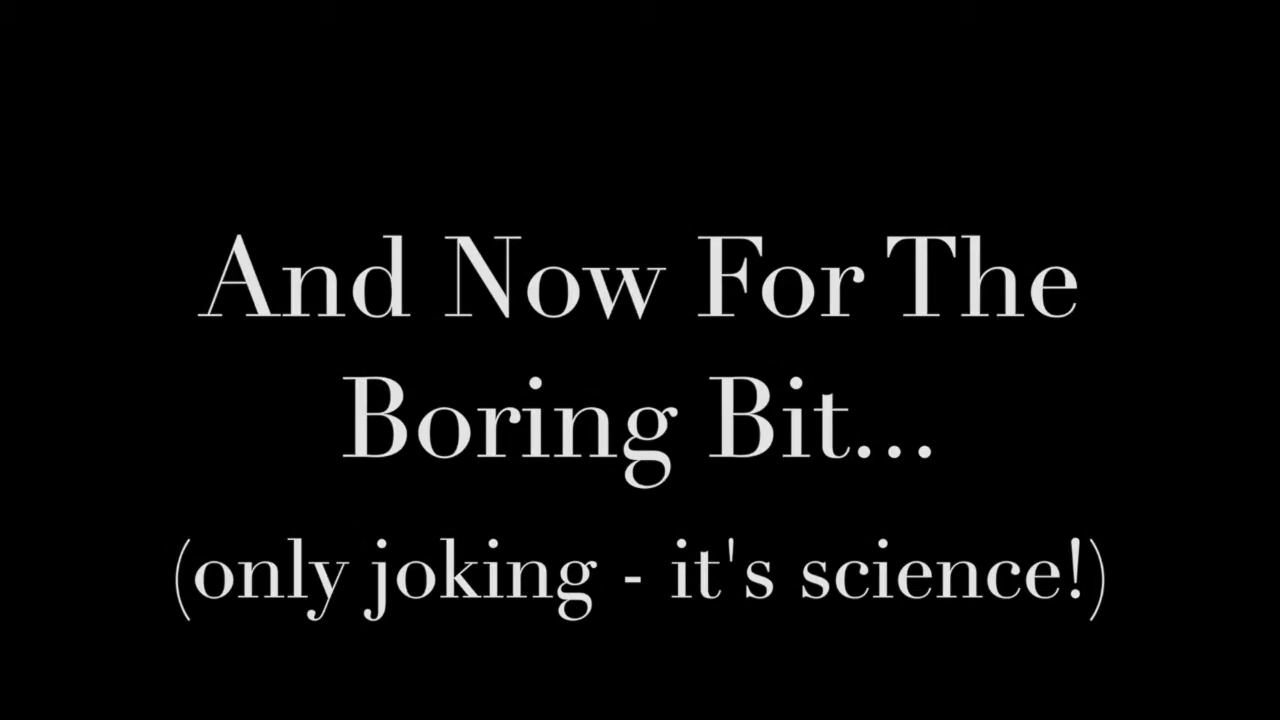 And Now For The
Boring Bit...
(only joking - it's science!)